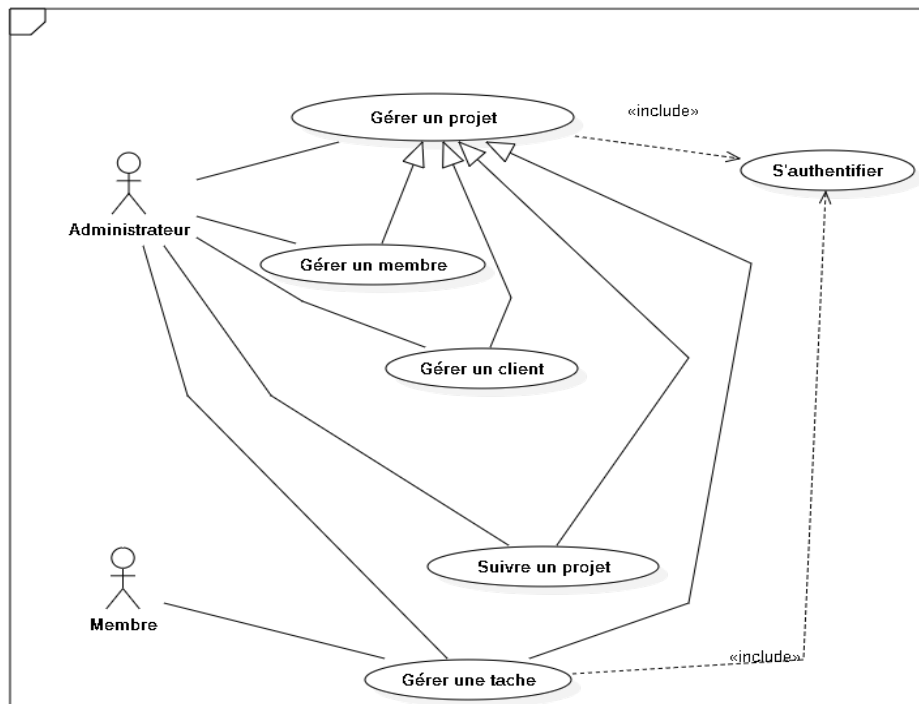 Gérer un projet
«include»
S'authentifier
Administrateur
Gérer un membre
Gérer un client
Suivre un projet
Membre
«include»
Gérer une tache